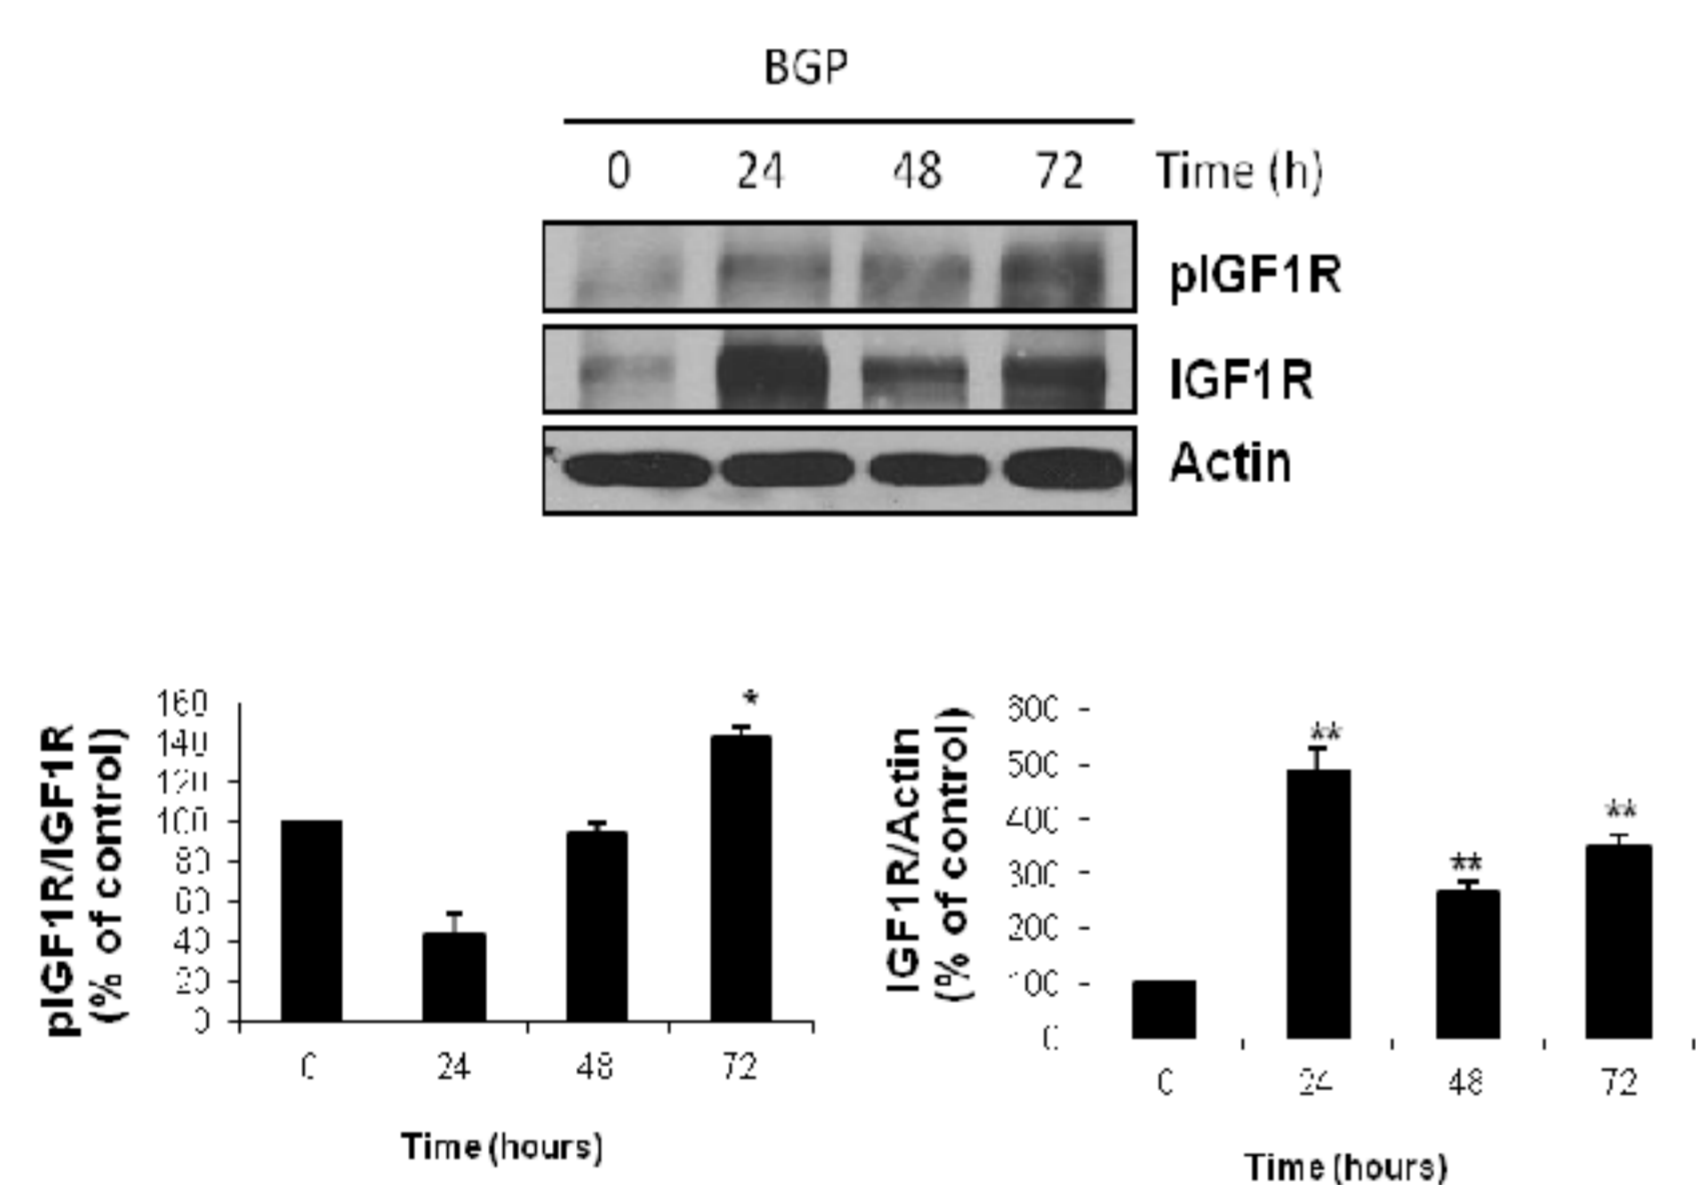 BGP
0 24 48 72 Time (h)
pIGF1R
IGF1R
Actin
pIGF1R/IGF1R
(% of control)
160
140
120
100
80
60
40
20
0
*
0 24 48 72
Time (hours)
IGF1R/Actin
(% of control)
600
500
400
300
200
100
0
**
**
**
0 24 48 72
Time (hours)